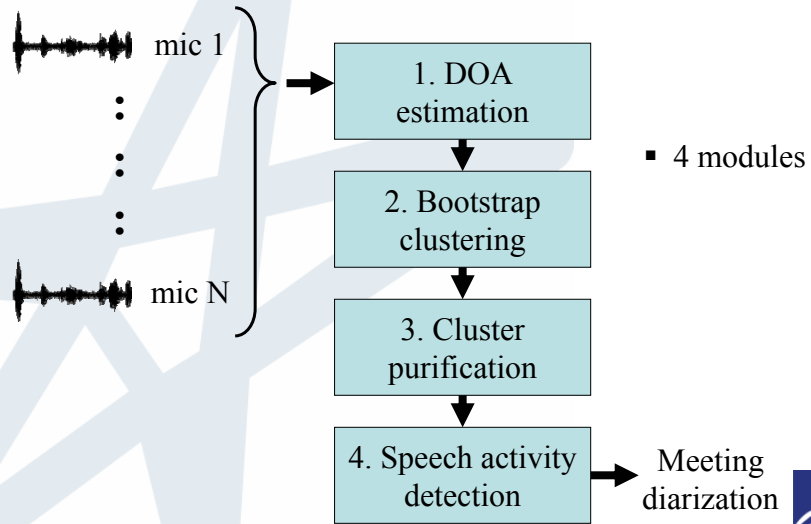 mic 1
mic N
1. DOA
estimation
2. Bootstrap
clustering
3. Cluster
purification
4. Speech activity
detection
Meeting
diarization
▪ 4 modules